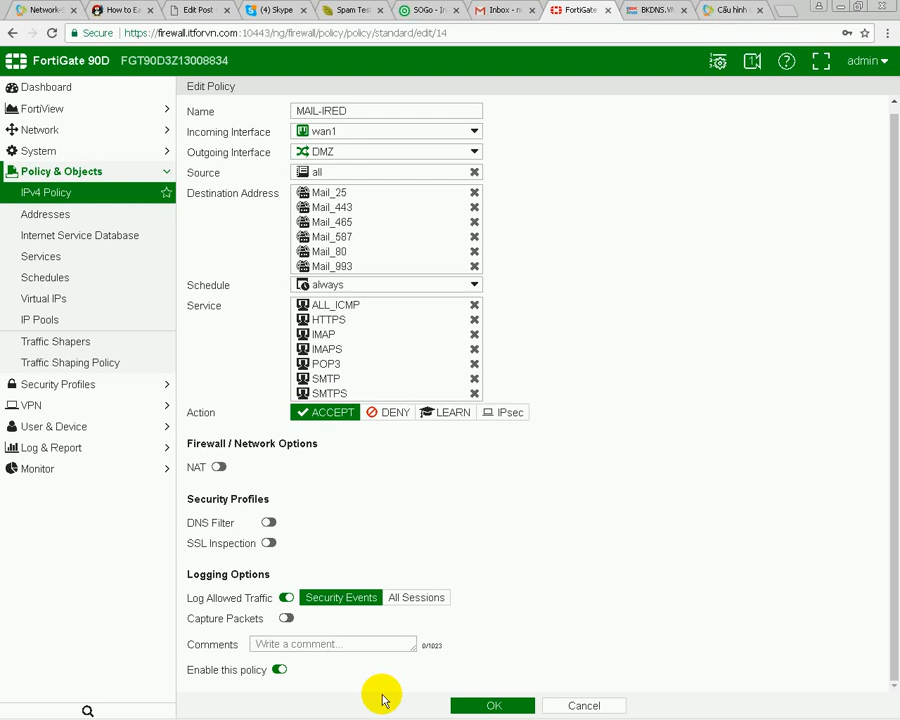 Network-S
How to Ea
Edit Post
(4) Skype
Spam Test
SOGo - In
Inbox - n
FortiGate
BKDNS.VN
Cấu hình
Secure https://firewall.itforvn.com:10443/ng/firewall/policy/policy/standard/edit/14
FortiGate 90D FGT90D3Z13008834
admin
Dashboard
FortiView
Network
System
Policy & Objects
IPv4 Policy
Addresses
Internet Service Database
Services
Schedules
Virtual IPs
IP Pools
Traffic Shapers
Traffic Shaping Policy
Security Profiles
VPN
User & Device
Log & Report
Monitor
Edit Policy
Name MAIL-IRED
Incoming Interface wan1
Outgoing Interface DMZ
Source all
Destination Address Mail_25
Mail_443
Mail_465
Mail_587
Mail_80
Mail_993
Schedule always
Service ALL_ICMP
HTTPS
IMAP
IMAPS
POP3
SMTP
SMTPS
Action ACCEPT DENY LEARN IPsec
Firewall / Network Options
NAT
Security Profiles
DNS Filter
SSL Inspection
Logging Options
Log Allowed Traffic Security Events All Sessions
Capture Packets
Comments Write a comment... 0/1023
Enable this policy
OK Cancel